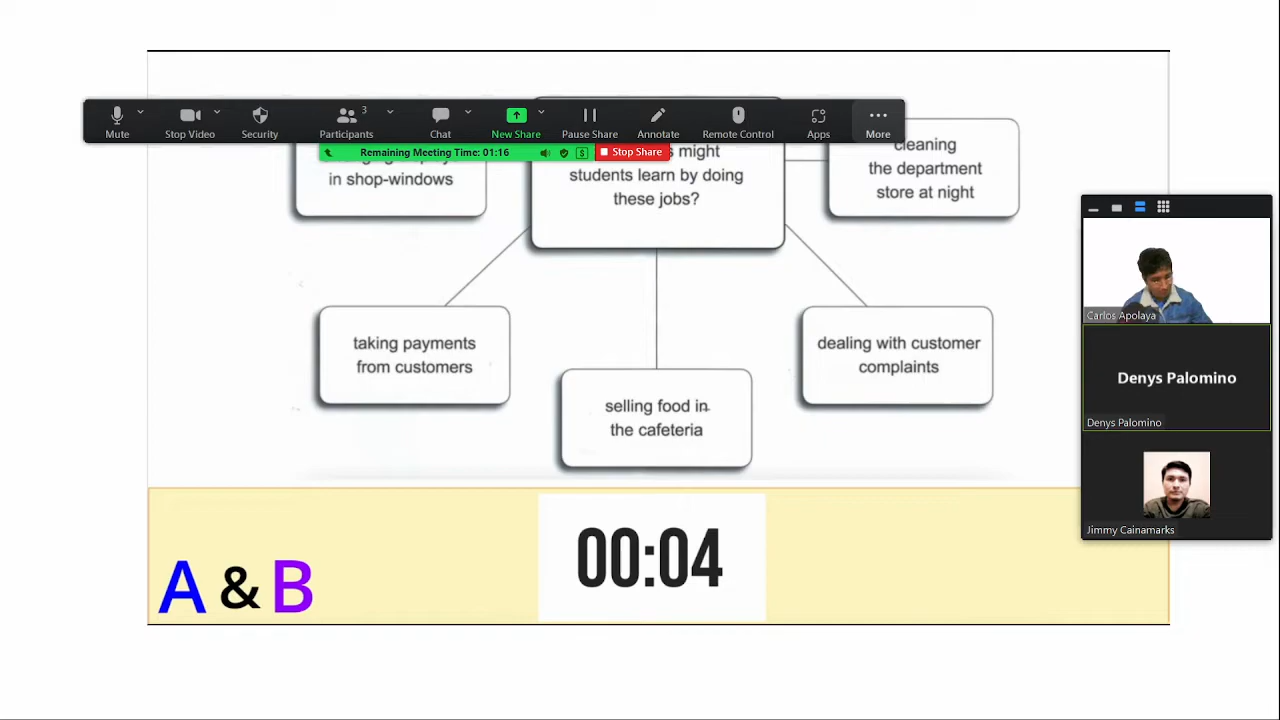 Mute
Stop Video
Security
Participants
3
Chat
New Share
Pause Share
Annotate
Remote Control
Apps
More
Remaining Meeting Time: 01:16
Stop Share
in shop-windows
might
students learn by doing
these jobs?
cleaning
the department
store at night
taking payments
from customers
selling food in
the cafeteria
dealing with customer
complaints
A & B
00:04
Carlos Apolaya
Denys Palomino
Denys Palomino
Jimmy Cainamarks